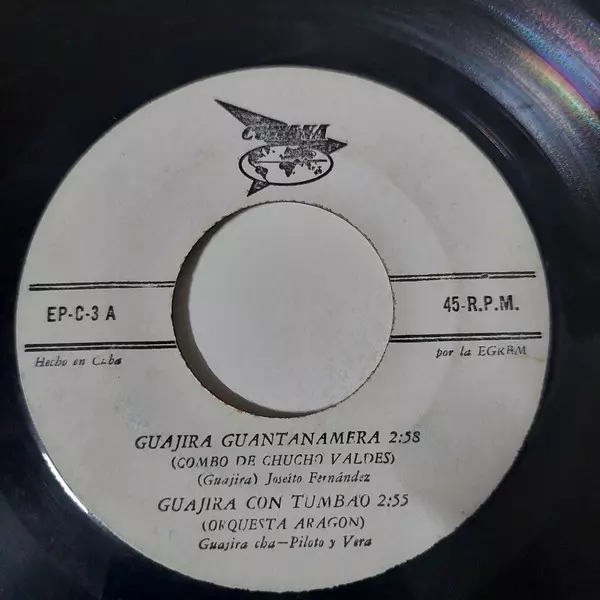 CUBANA
EP-C-3 A
45-R.P.M.
Hecho en Cuba
por la EGREM
GUAJIRA GUANTANAMERA 2:58
(COMBO DE CHUCHO VALDES)
(Guajira) Joseito Fernández
GUAJIRA CON TUMBAO 2:55
(ORQUESTA ARAGON)
Guajira cha—Piloto y Vera